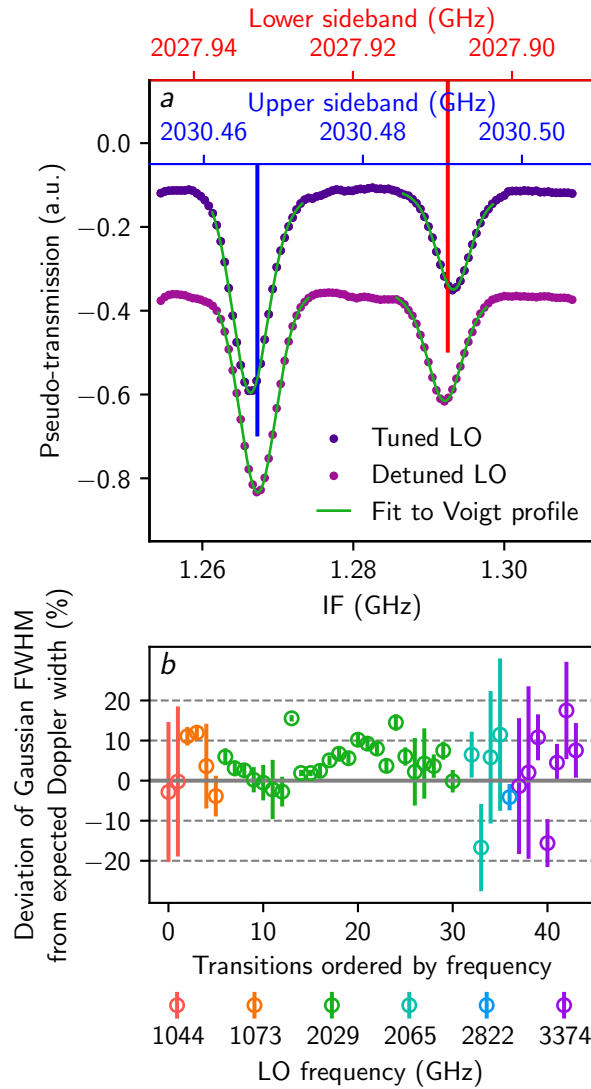 Lower sideband (GHz)
2027.94 2027.92 2027.90
a
Upper sideband (GHz)
2030.46 2030.48 2030.50
Pseudo-transmission (a.u.)
0.0
−0.2
−0.4
−0.6
−0.8
Tuned LO
Detuned LO
Fit to Voigt profile
1.26 1.28 1.30
IF (GHz)
b
Deviation of Gaussian FWHM
from expected Doppler width (%)
20
10
0
−10
−20
0 10 20 30 40
Transitions ordered by frequency
1044 1073 2029 2065 2822 3374
LO frequency (GHz)